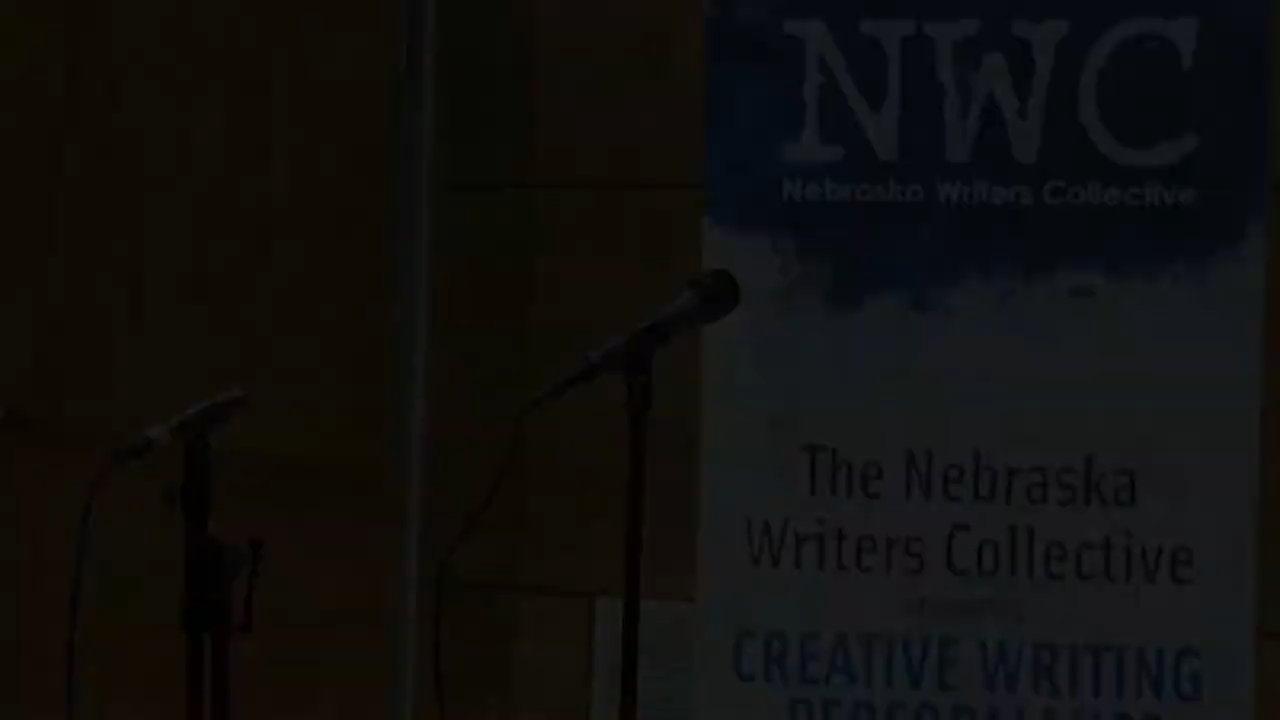 NWC
Nebraska Writers Collective
The Nebraska
Writers Collective
CREATIVE WRITING